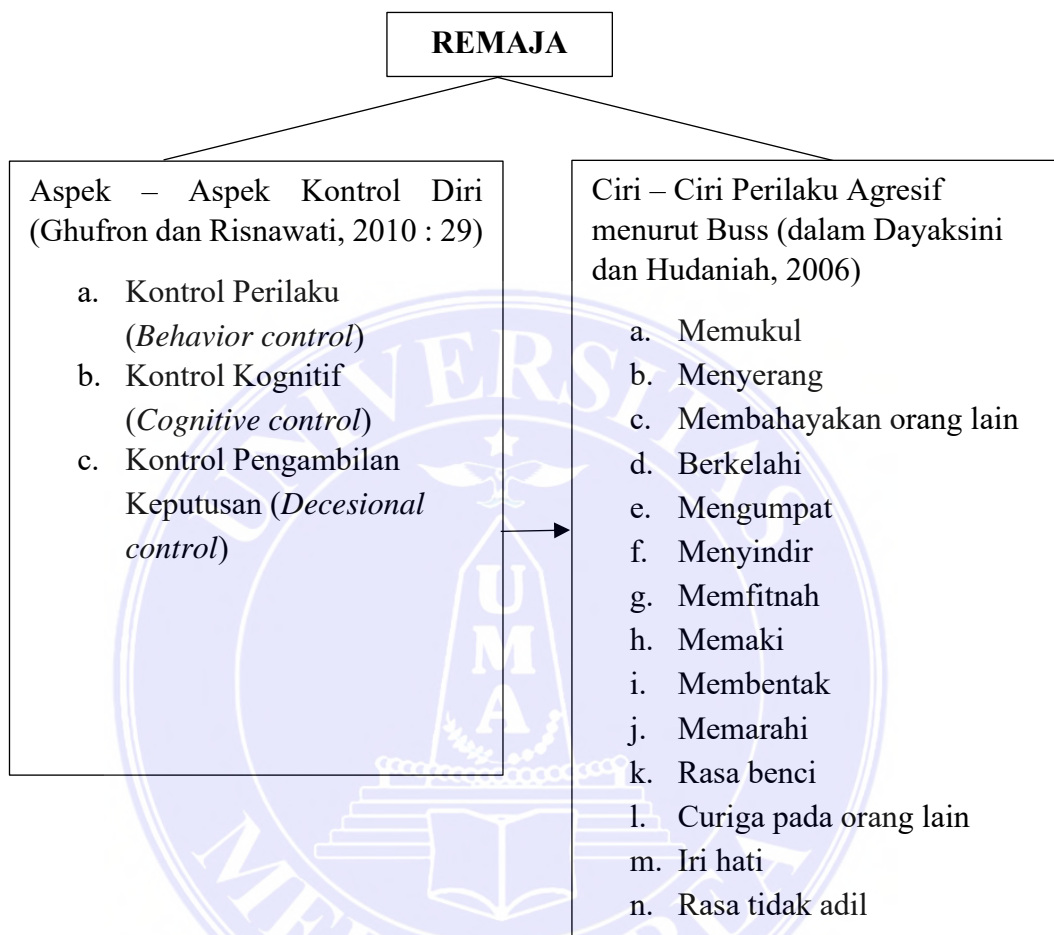 REMAJA
Aspek – Aspek Kontrol Diri
(Ghufron dan Risnawati, 2010 : 29)
a. Kontrol Perilaku
(Behavior control)
b. Kontrol Kognitif
(Cognitive control)
c. Kontrol Pengambilan
Keputusan (Decesional
control)
Ciri – Ciri Perilaku Agresif
menurut Buss (dalam Dayaksini
dan Hudaniah, 2006)
a. Memukul
b. Menyerang
c. Membahayakan orang lain
d. Berkelahi
e. Mengumpat
f. Menyindir
g. Memfitnah
h. Memaki
i. Membentak
j. Memarahi
k. Rasa benci
l. Curiga pada orang lain
m. Iri hati
n. Rasa tidak adil
UNIVERSITAS
UMA